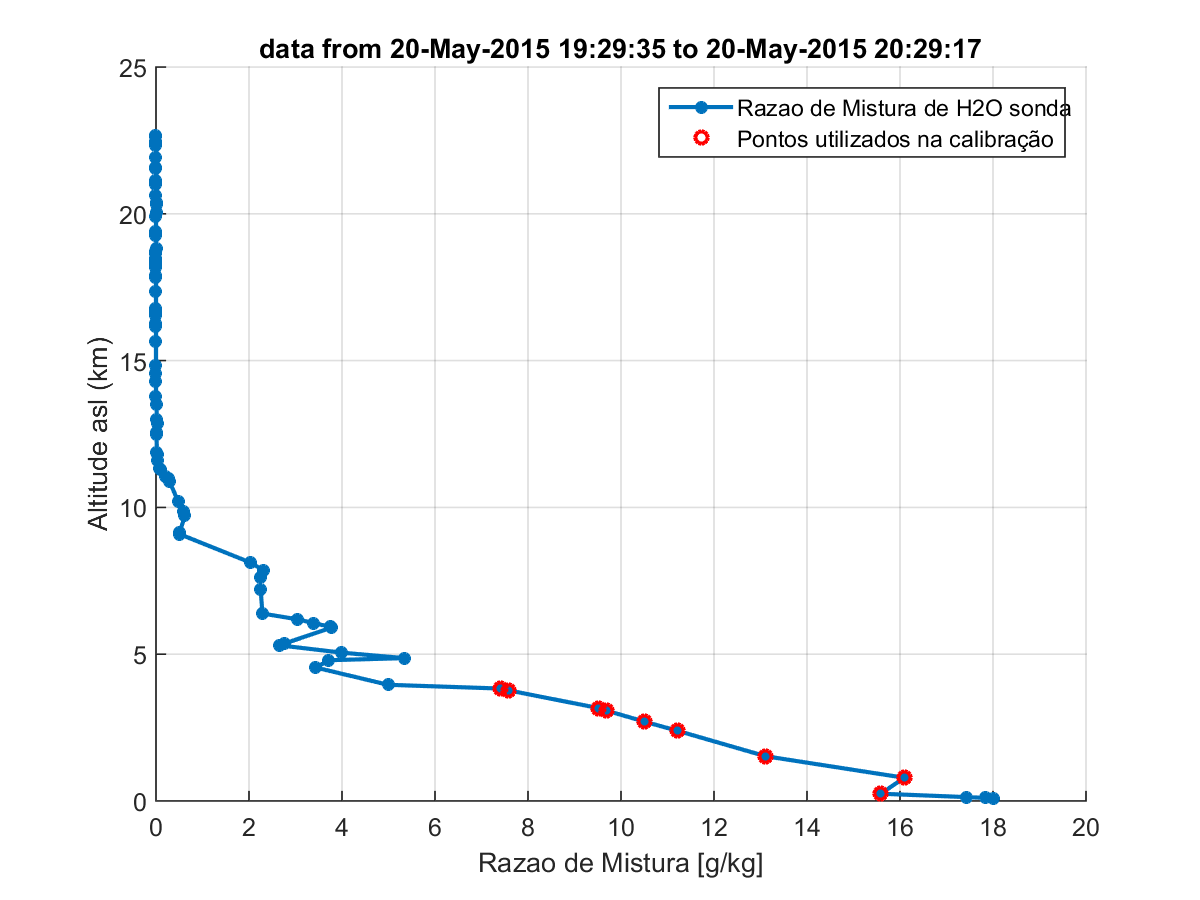 data from 20-May-2015 19:29:35 to 20-May-2015 20:29:17
Razao de Mistura de H2O sonda
Pontos utilizados na calibração
Altitude asl (km)
25
20
15
10
5
0
0 2 4 6 8 10 12 14 16 18 20
Razao de Mistura [g/kg]